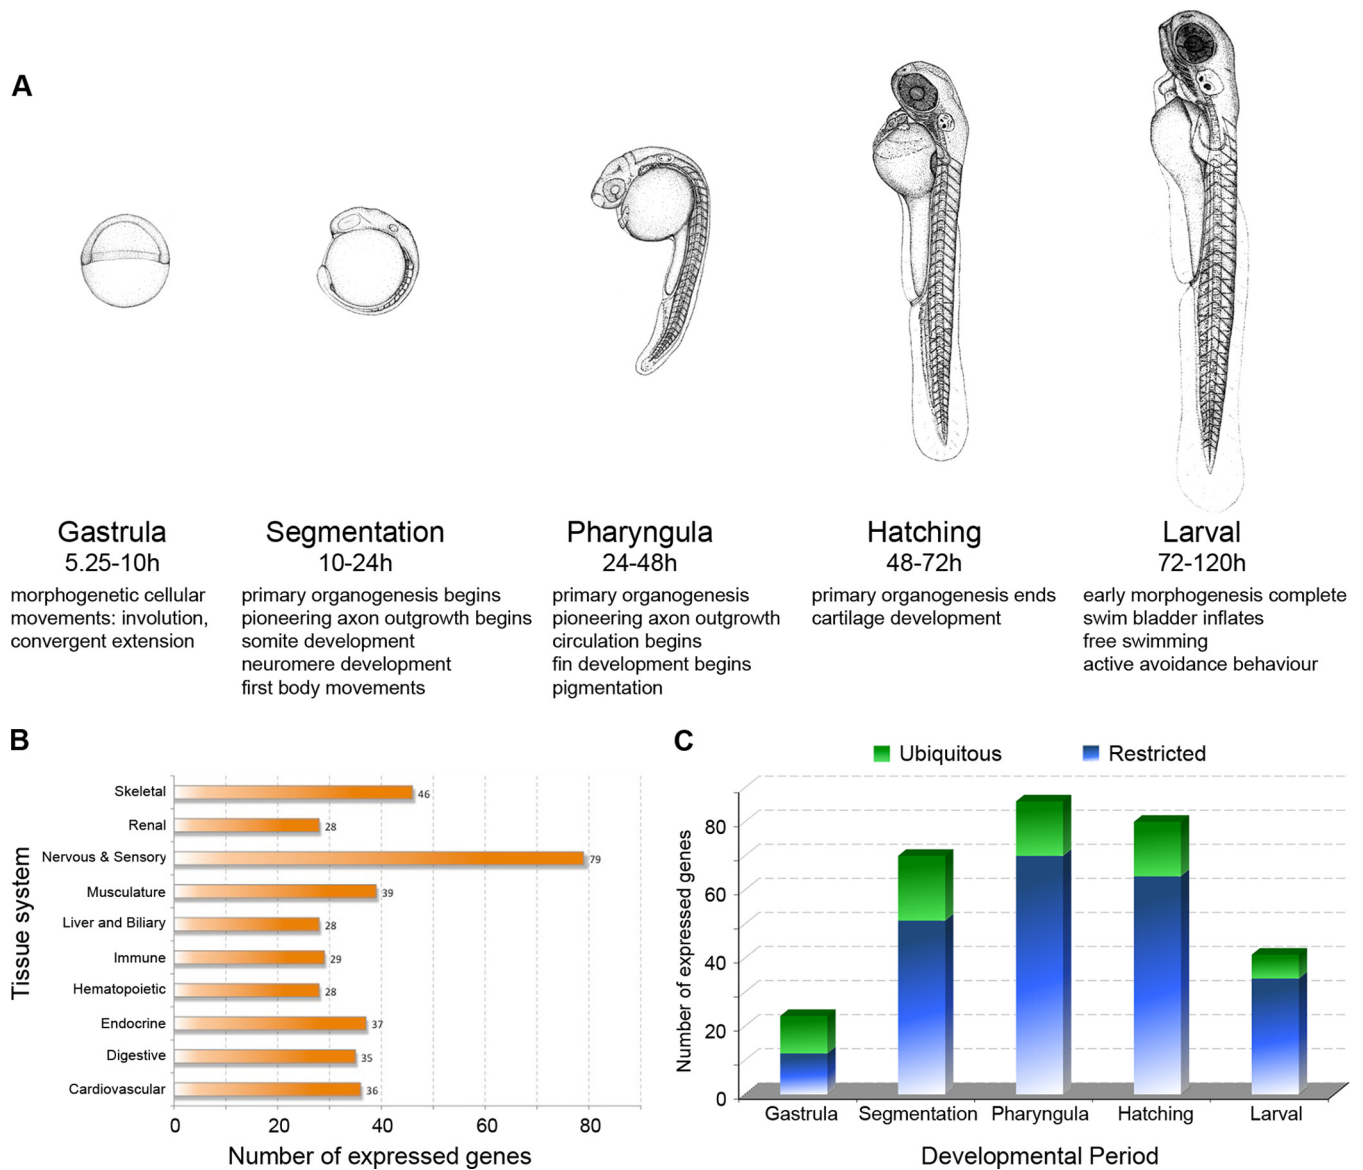 A
Gastrula
5.25-10h
morphogenetic cellular
movements: involution,
convergent extension
Segmentation
10-24h
primary organogenesis begins
pioneering axon outgrowth begins
somite development
neuromere development
first body movements
Pharyngula
24-48h
primary organogenesis
pioneering axon outgrowth
circulation begins
fin development begins
pigmentation
Hatching
48-72h
primary organogenesis ends
cartilage development
Larval
72-120h
early morphogenesis complete
swim bladder inflates
free swimming
active avoidance behaviour
B
Tissue system
Skeletal 46
Renal 28
Nervous & Sensory 79
Musculature 39
Liver and Biliary 28
Immune 29
Hematopoietic 28
Endocrine 37
Digestive 35
Cardiovascular 36
0 20 40 60 80
Number of expressed genes
C
Ubiquitous Restricted
Number of expressed genes
80
60
40
20
0
Gastrula Segmentation Pharyngula Hatching Larval
Developmental Period